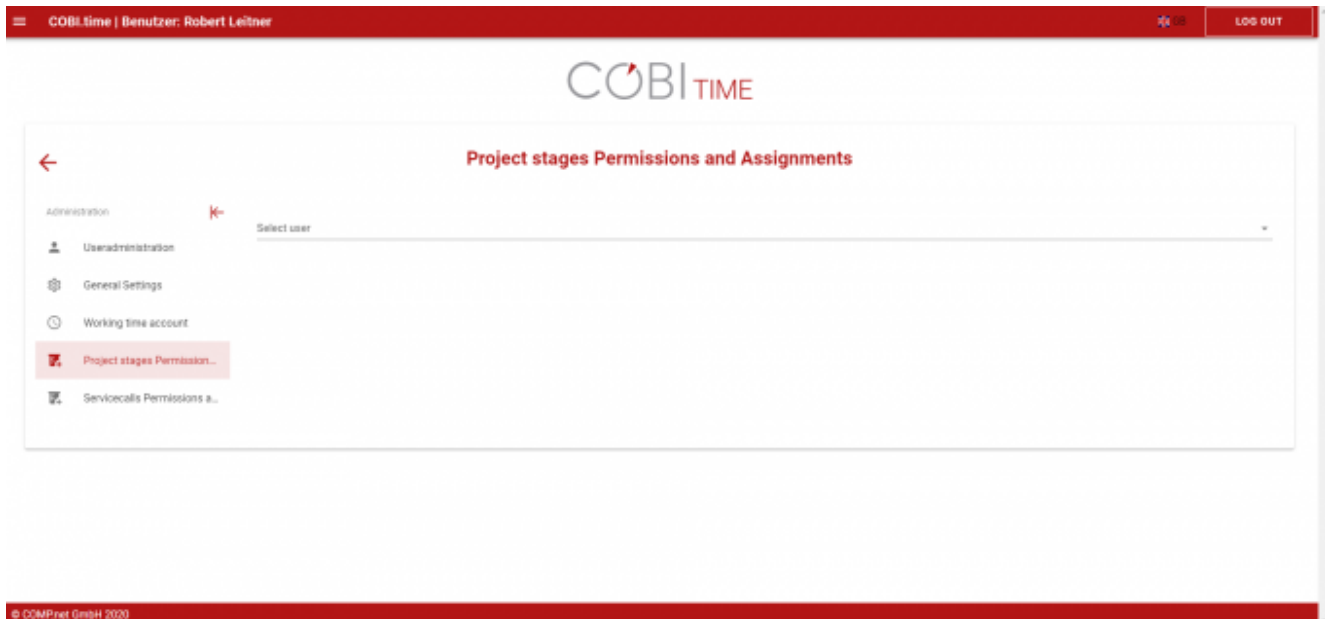 COBI.time | Benutzer: Robert Leitner
GB
LOG OUT
COBI TIME
Project stages Permissions and Assignments
Administration
Select user
Useradministration
General Settings
Working time account
Project stages Permission...
Servicecalls Permissions a...
© COMP.net GmbH 2020